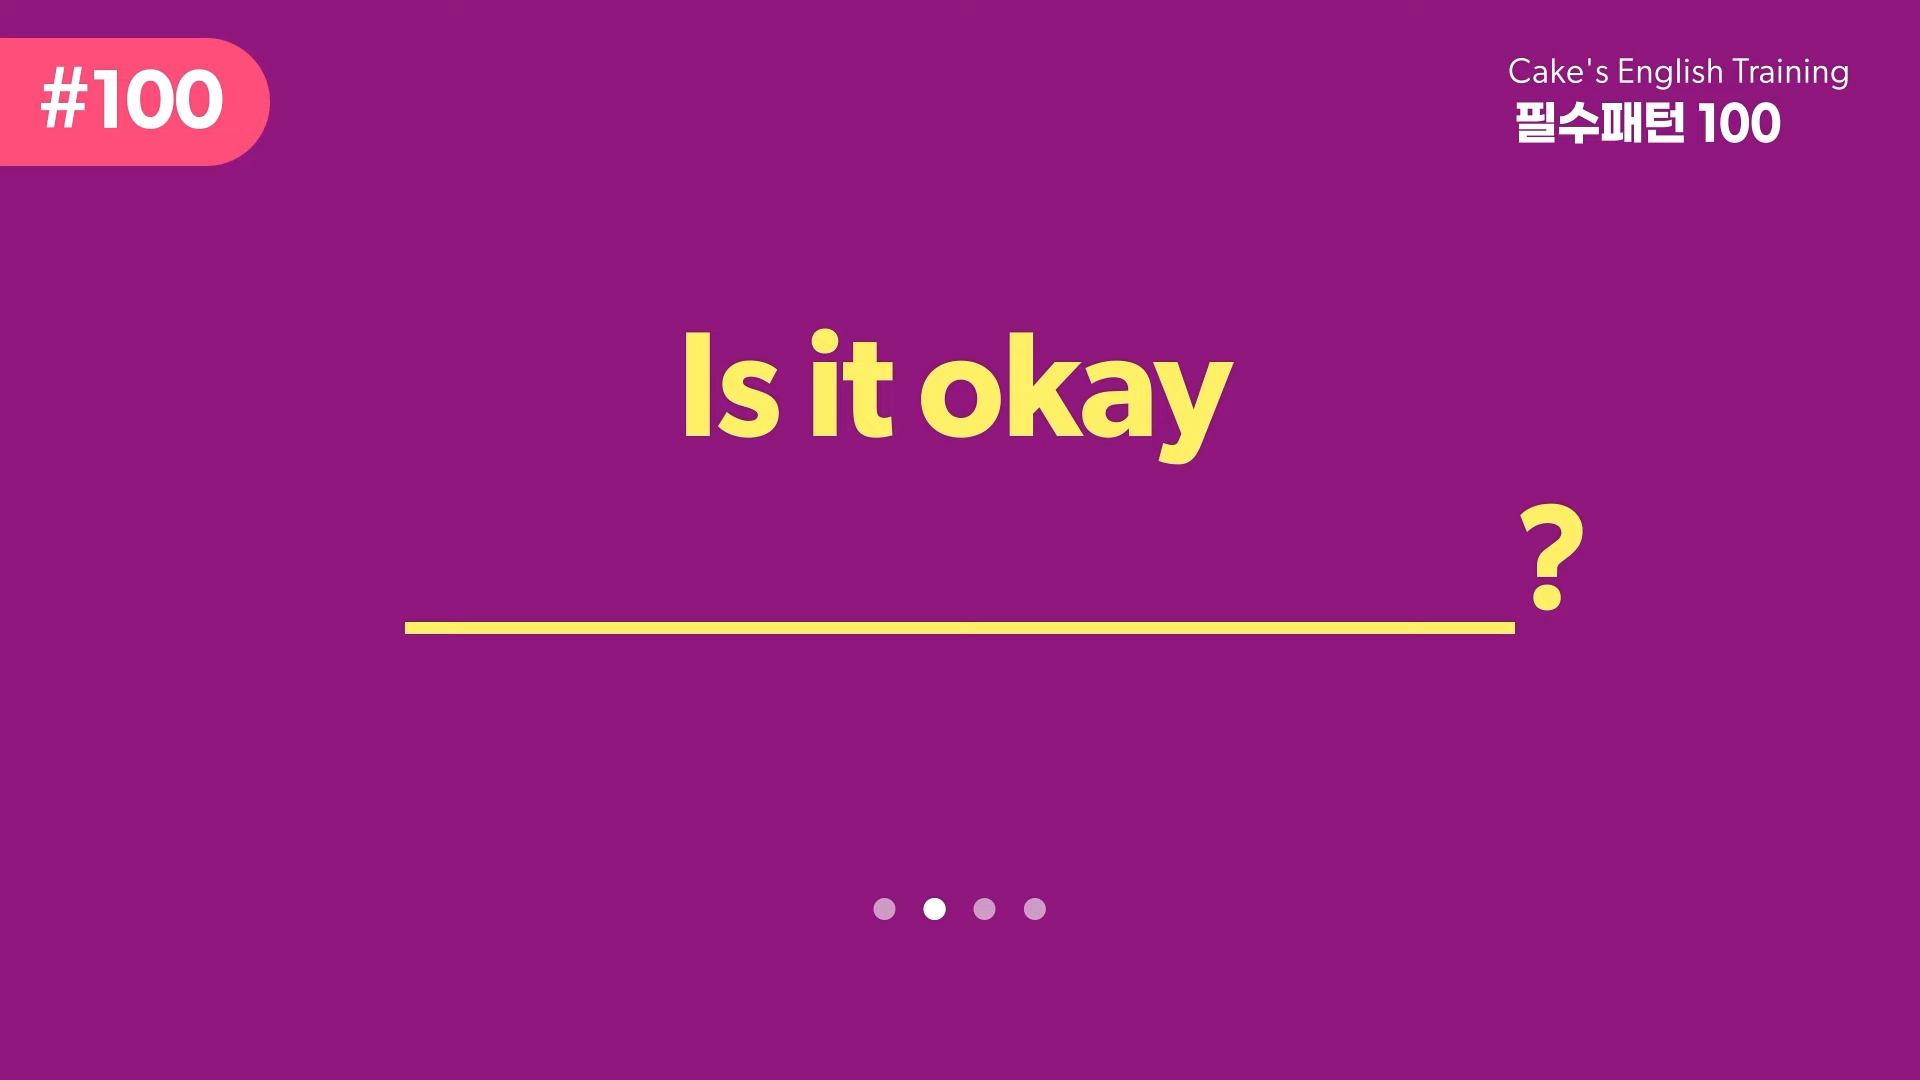 #100
Cake's English Training
필수패턴 100
Is it okay
?